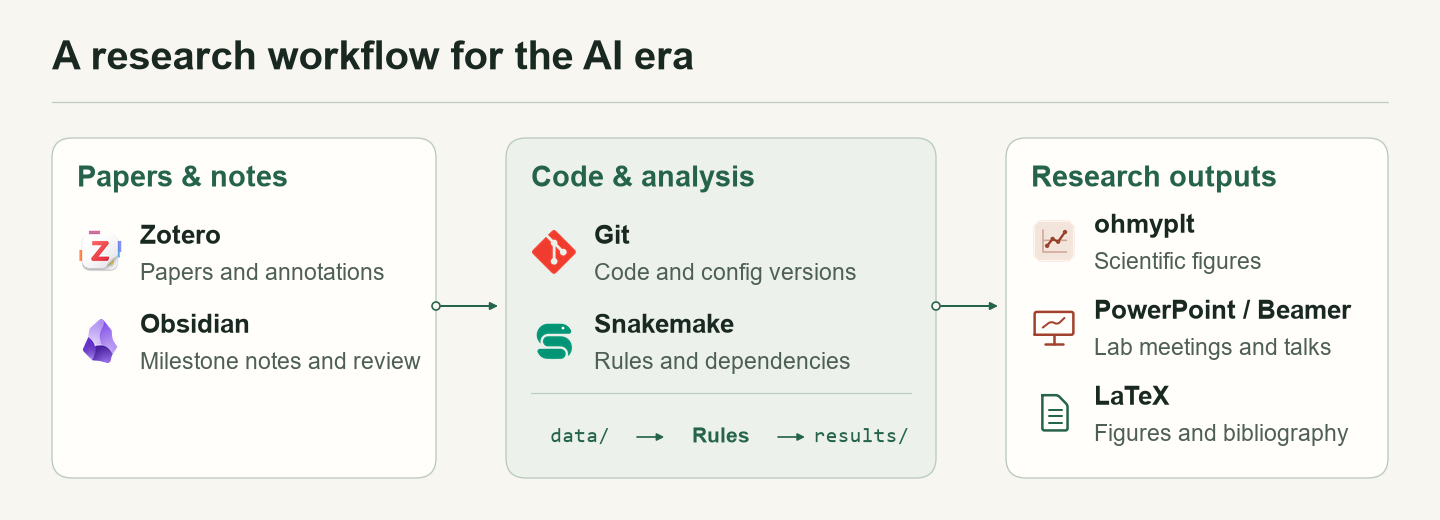 A research workflow for the AI era
Papers & notes
Zotero
Papers and annotations
Obsidian
Milestone notes and review
Code & analysis
Git
Code and config versions
Snakemake
Rules and dependencies
data/ → Rules → results/
Research outputs
ohmyplt
Scientific figures
PowerPoint / Beamer
Lab meetings and talks
LaTeX
Figures and bibliography